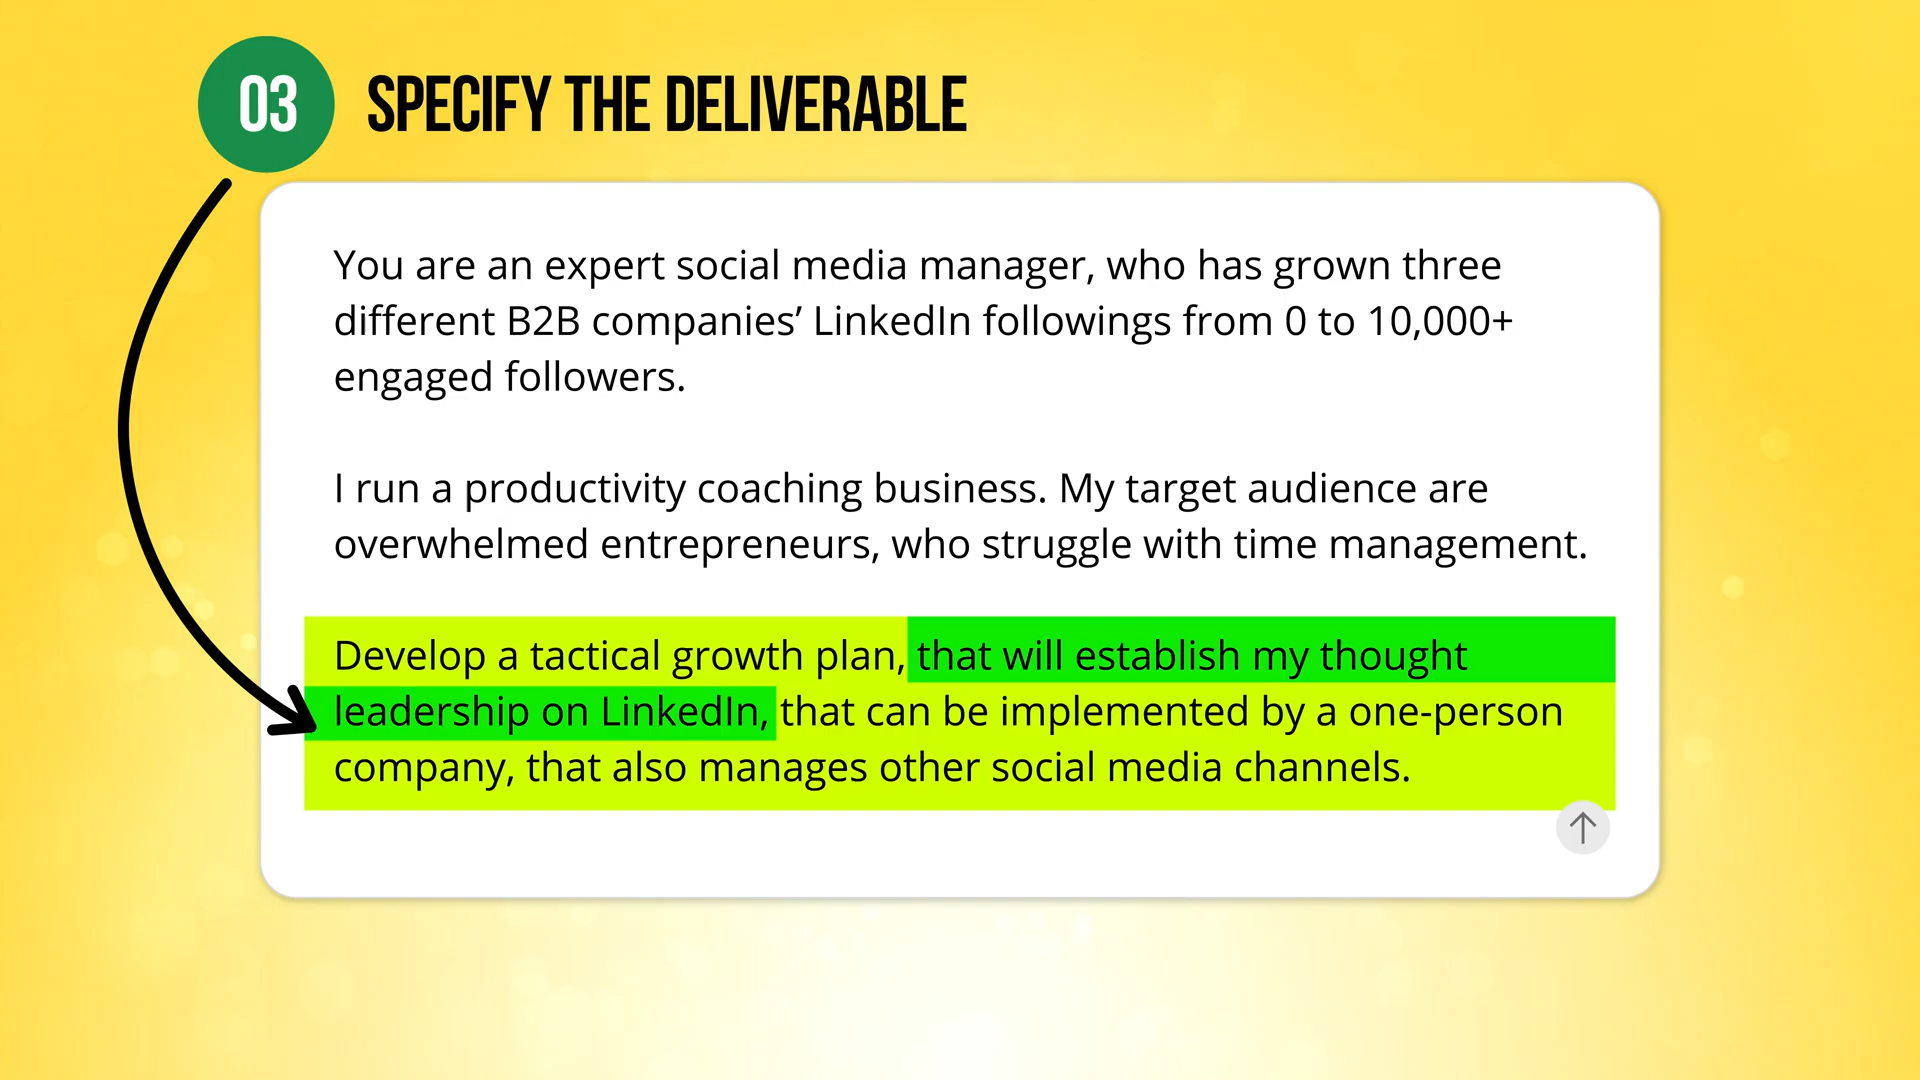 03
SPECIFY THE DELIVERABLE
You are an expert social media manager, who has grown three
different B2B companies’ LinkedIn followings from 0 to 10,000+
engaged followers.
I run a productivity coaching business. My target audience are
overwhelmed entrepreneurs, who struggle with time management.
Develop a tactical growth plan, that will establish my thought
leadership on LinkedIn, that can be implemented by a one-person
company, that also manages other social media channels.